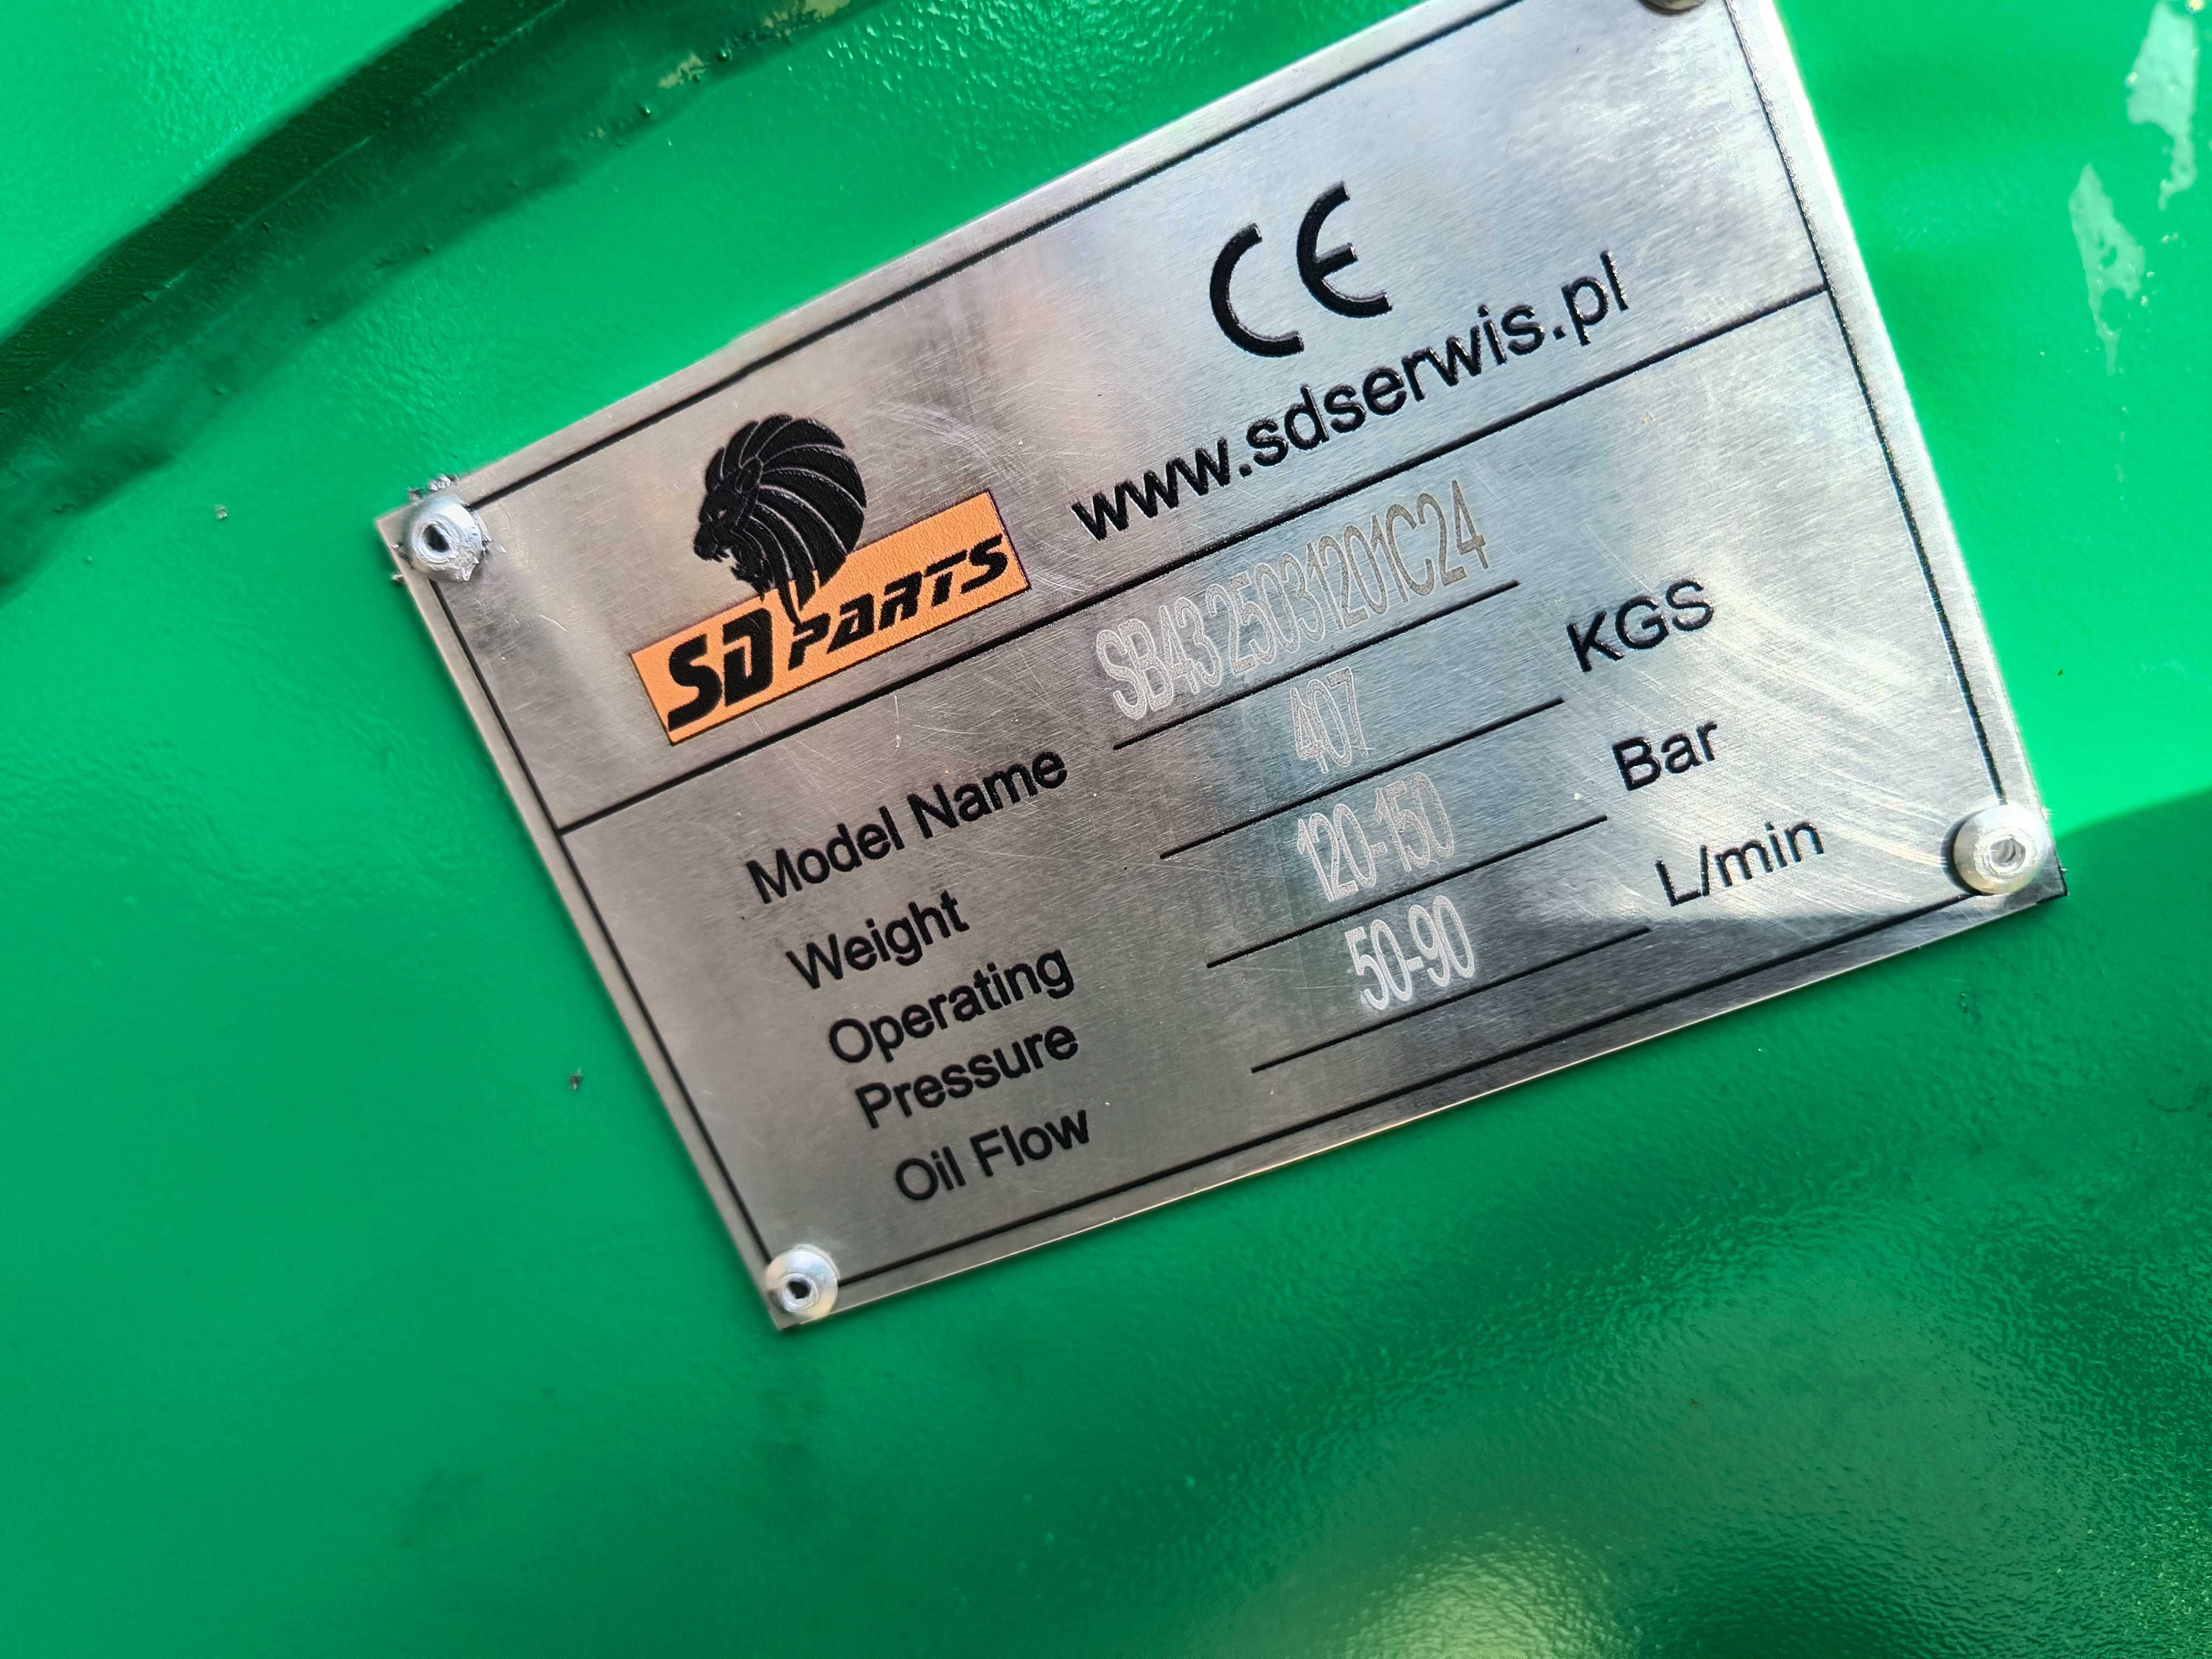 CE
www.sdserwis.pl
SD PARTS
Model Name SB43 25031201C24
Weight 407 KGS
Operating Pressure 120-150 Bar
Oil Flow 50-90 L/min